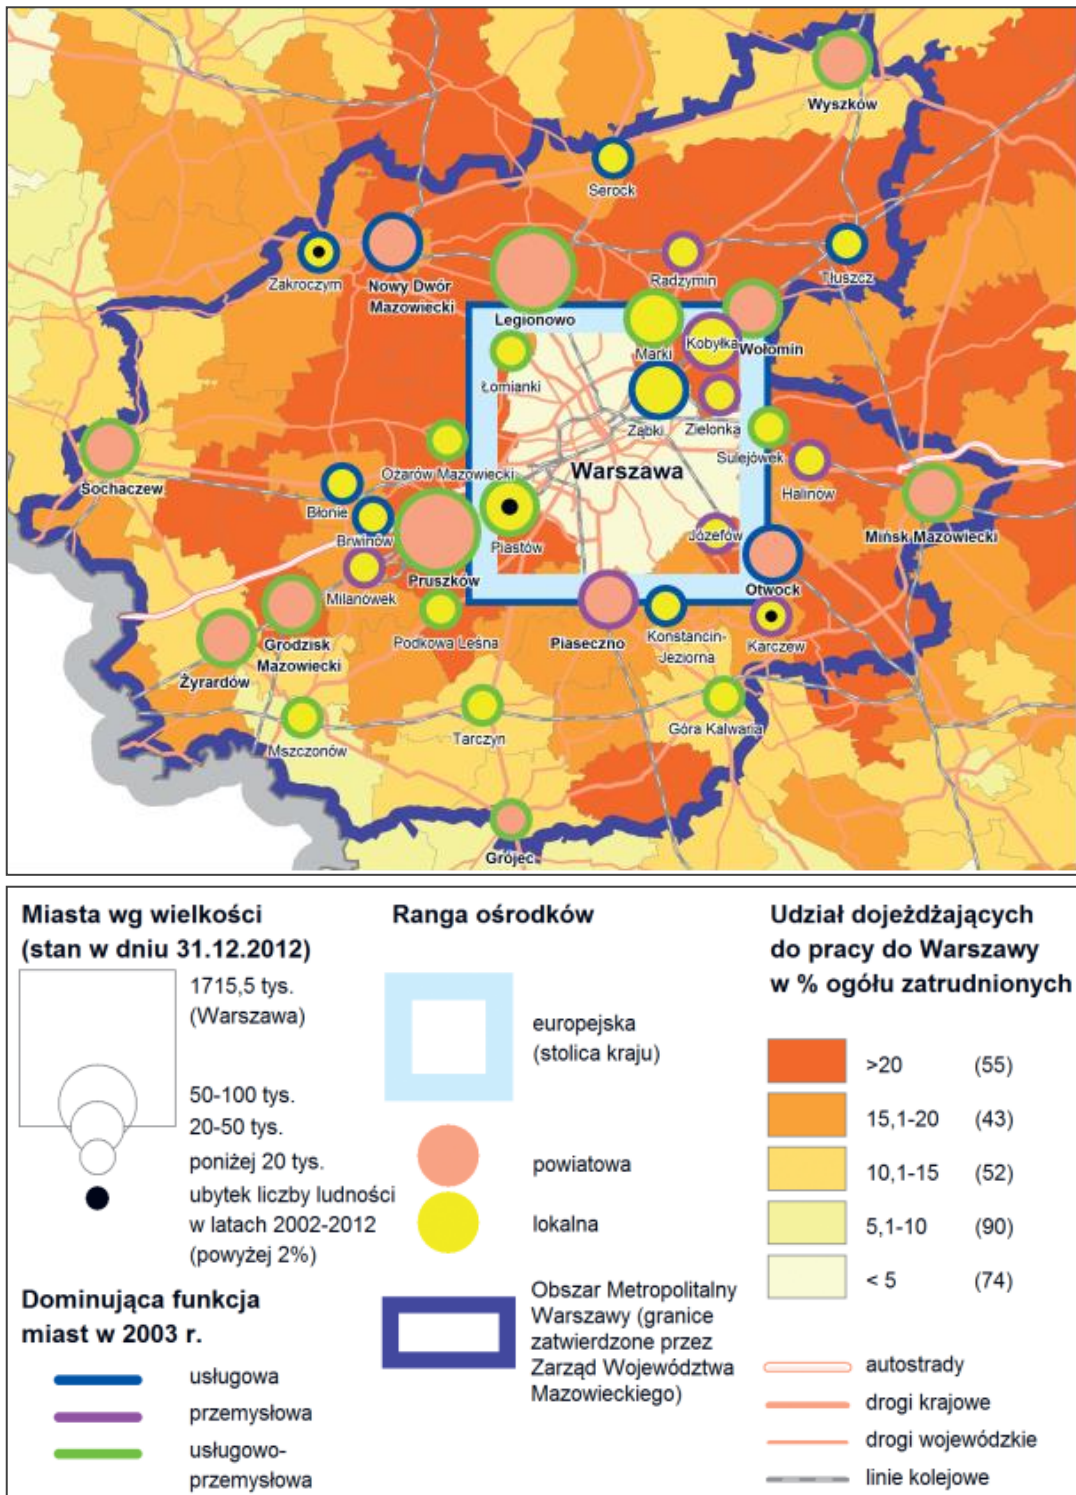 Wyszków
Serock
Zakroczym
Nowy Dwór
Mazowiecki
Legionowo
Radzymin
Tłuszcz
Marki
Kobyłka
Wołomin
Łomianki
Ząbki
Zielonka
Sulejówek
Halinów
Ożarów Mazowiecki
Warszawa
Sochaczew
Błonie
Brwinów
Piastów
Józefów
Mińsk Mazowiecki
Milanówek
Pruszków
Otwock
Grodzisk
Mazowiecki
Podkowa Leśna
Piaseczno
Konstancin-
Jeziorna
Karczew
Żyrardów
Mszczonów
Tarczyn
Góra Kalwaria
Grójec
Miasta wg wielkości
(stan w dniu 31.12.2012)
1715,5 tys.
(Warszawa)
50-100 tys.
20-50 tys.
poniżej 20 tys.
ubytek liczby ludności
w latach 2002-2012
(powyżej 2%)
Dominująca funkcja
miast w 2003 r.
usługowa
przemysłowa
usługowo-
przemysłowa
Ranga ośrodków
europejska
(stolica kraju)
powiatowa
lokalna
Obszar Metropolitalny
Warszawy (granice
zatwierdzone przez
Zarząd Województwa
Mazowieckiego)
Udział dojeżdżających
do pracy do Warszawy
w % ogółu zatrudnionych
>20 (55)
15,1-20 (43)
10,1-15 (52)
5,1-10 (90)
< 5 (74)
autostrady
drogi krajowe
drogi wojewódzkie
linie kolejowe